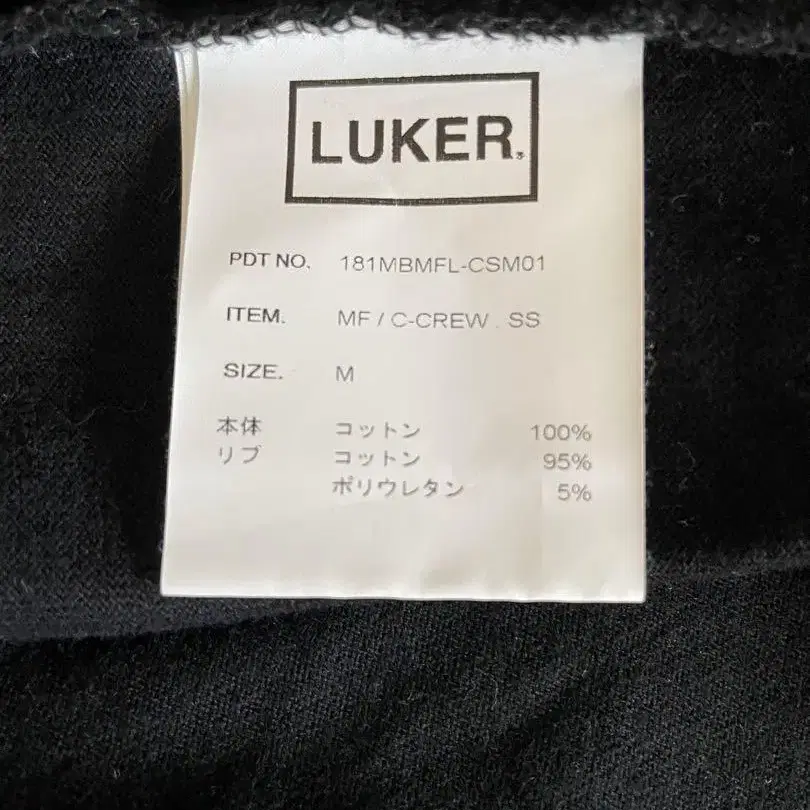 LUKER.
PDT NO. 181MBMFL-CSM01
ITEM. MF / C-CREW . SS
SIZE. M
本体 コットン 100%
リブ コットン 95%
ポリウレタン 5%